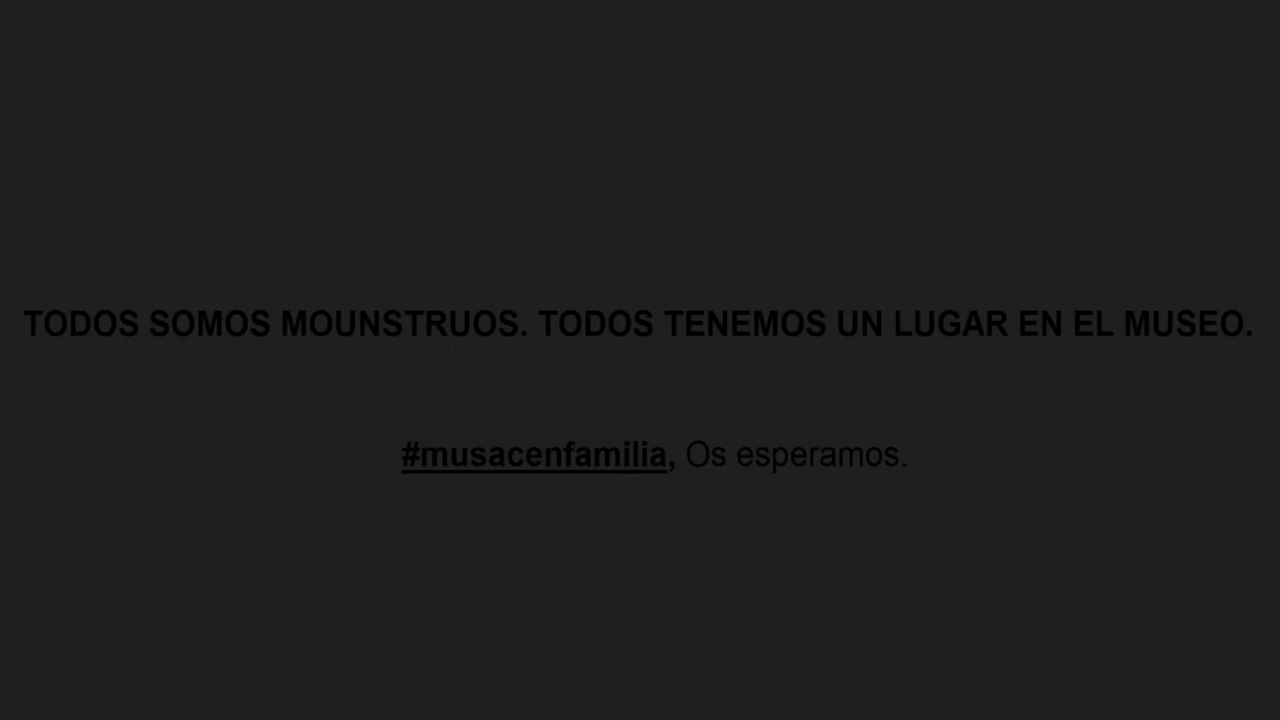 TODOS SOMOS MOUNSTRUOS. TODOS TENEMOS UN LUGAR EN EL MUSEO.
#musacenfamilia, Os esperamos.